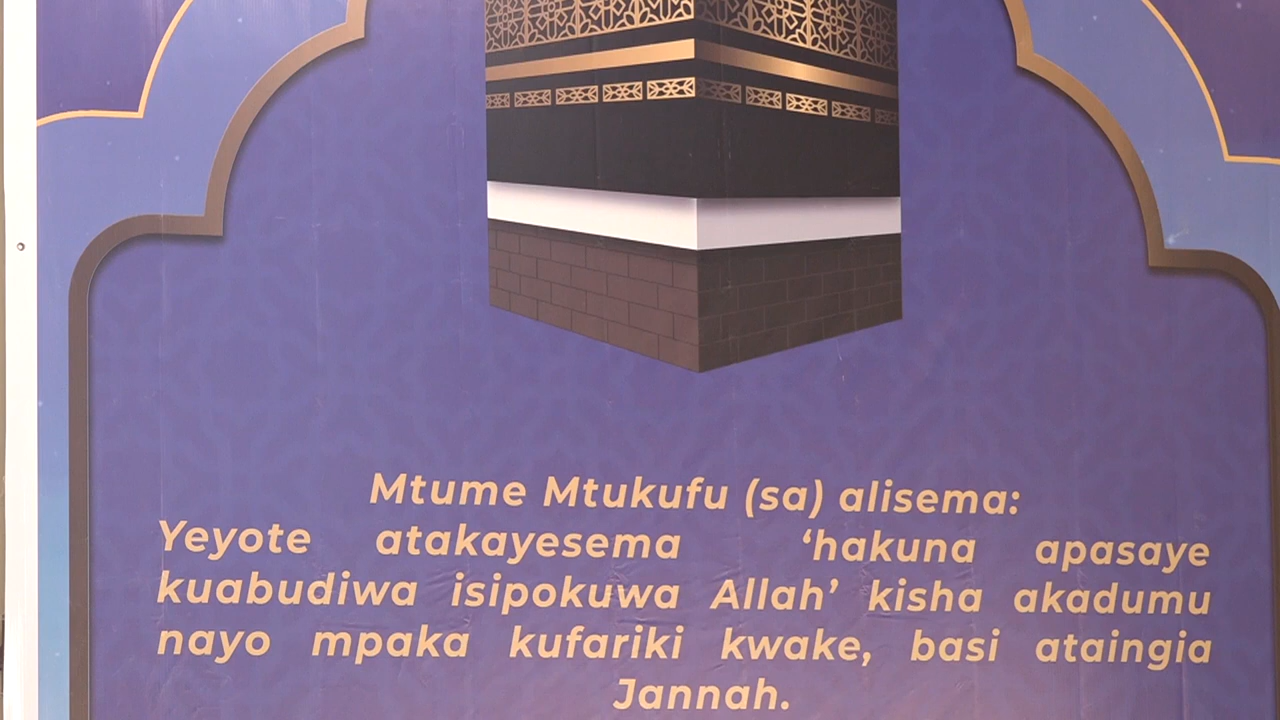 Mtume Mtukufu (sa) alisema:
Yeyote atakayesema ‘hakuna apasaye
kuabudiwa isipokuwa Allah’ kisha akadumu
nayo mpaka kufariki kwake, basi ataingia
Jannah.